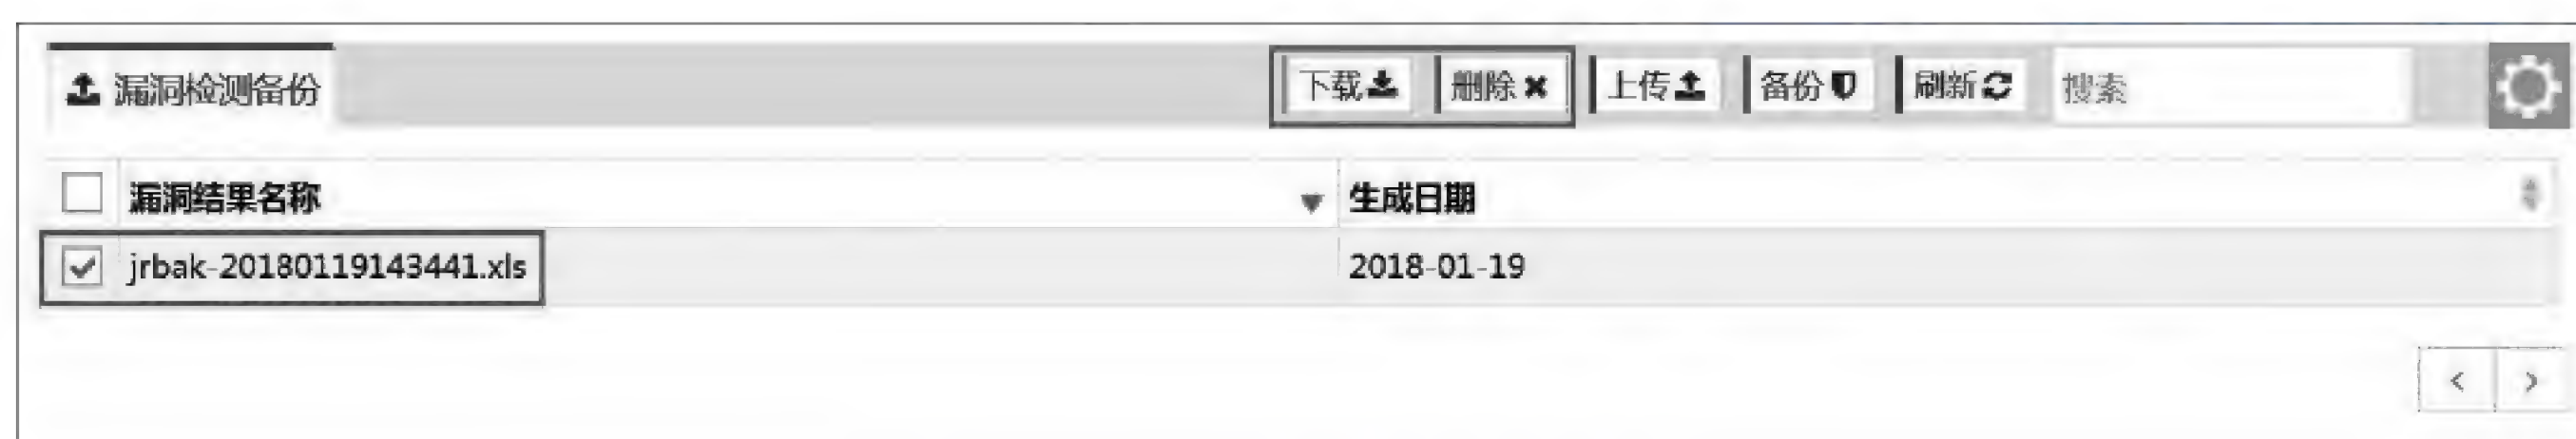 漏洞检测备份 下载 删除 上传 备份 刷新 搜索
漏洞结果名称 生成日期
jrbak-20180119143441.xls 2018-01-19